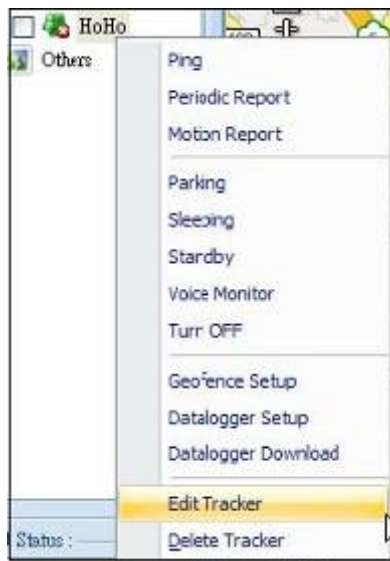 HoHo
Others
Ping
Periodic Report
Motion Report
Parking
Sleeping
Standby
Voice Monitor
Turn OFF
Geofence Setup
Datalogger Setup
Datalogger Download
Edit Tracker
Delete Tracker
Status :